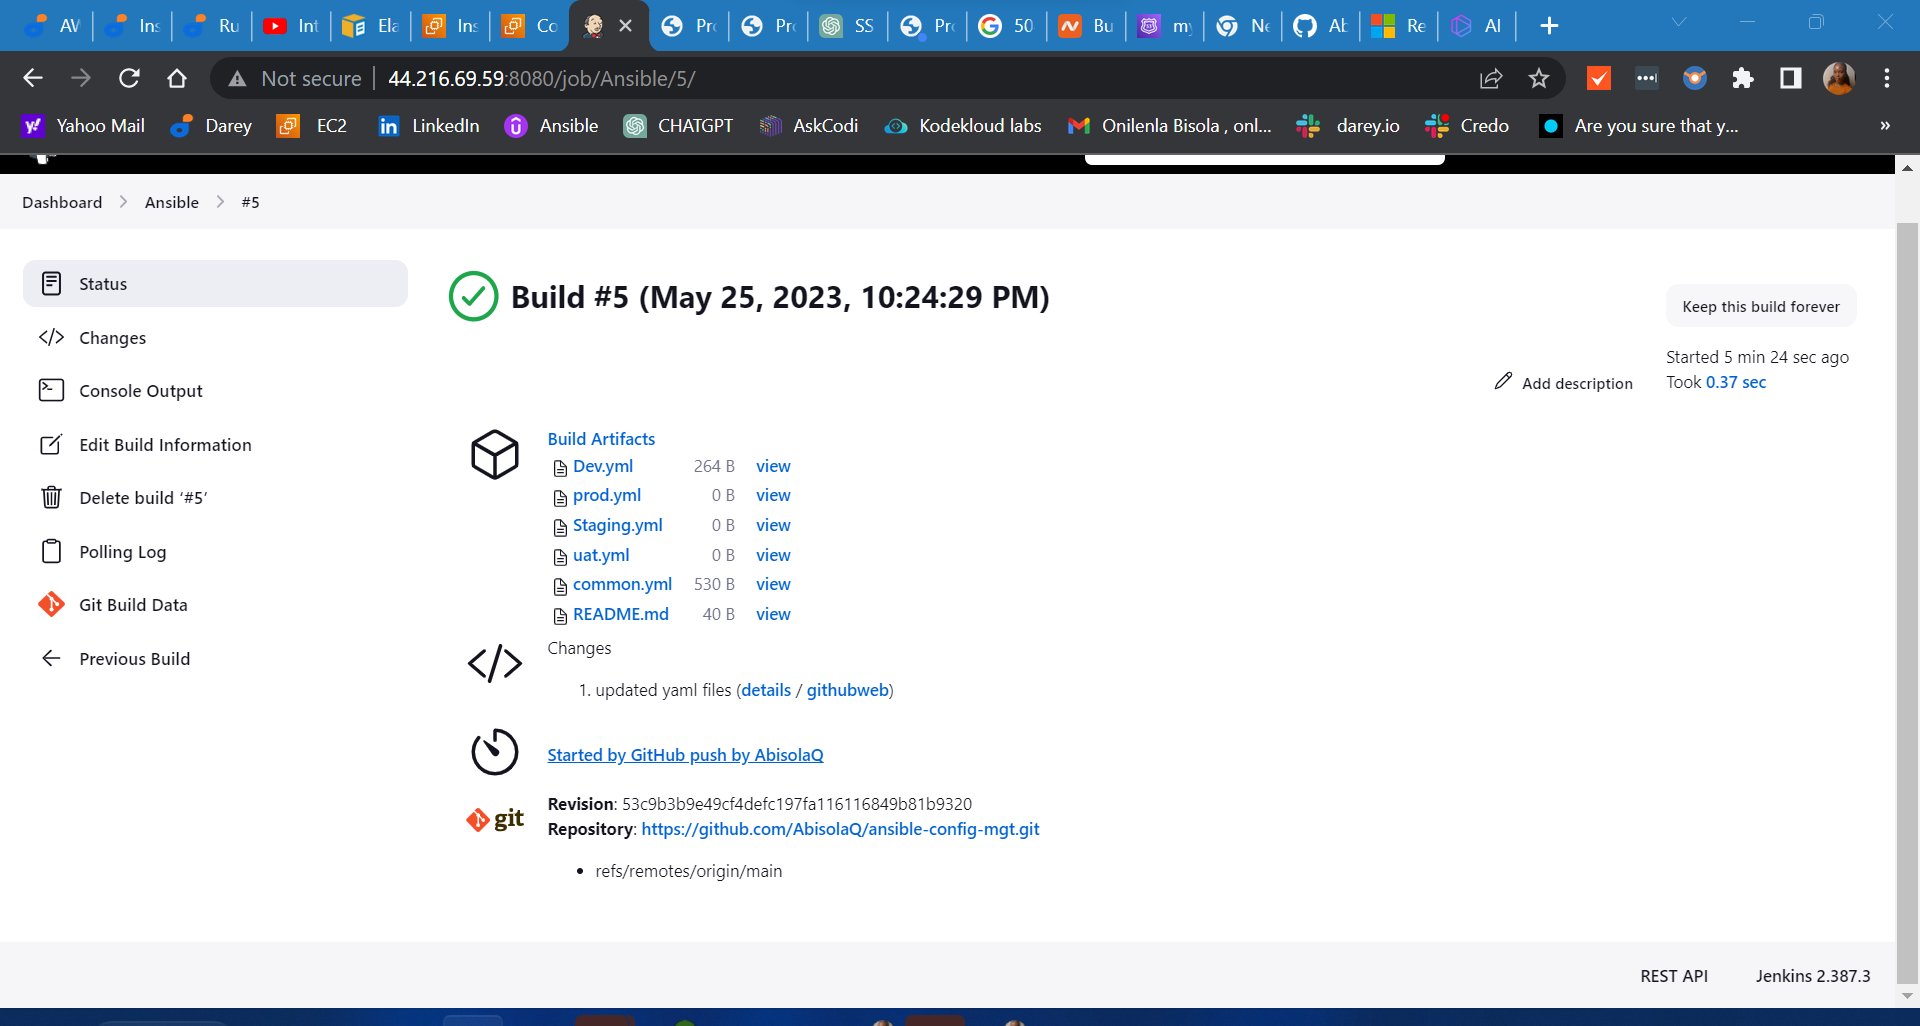 AV Ins Ru Int Ela Ins Co Pro Pro SS Pro 50 Bu my Ne Ab Re AI
Not secure 44.216.69.59:8080/job/Ansible/5/
Yahoo Mail Darey EC2 LinkedIn Ansible CHATGPT AskCodi Kodekloud labs Onilenla Bisola , onl... darey.io Credo Are you sure that y... »
Dashboard Ansible #5
Status
Changes
Console Output
Edit Build Information
Delete build ‘#5’
Polling Log
Git Build Data
Previous Build
Build #5 (May 25, 2023, 10:24:29 PM)
Keep this build forever
Add description
Started 5 min 24 sec ago
Took 0.37 sec
Build Artifacts
Dev.yml 264 B view
prod.yml 0 B view
Staging.yml 0 B view
uat.yml 0 B view
common.yml 530 B view
README.md 40 B view
Changes
1. updated yaml files (details / githubweb)
Started by GitHub push by AbisolaQ
git
Revision: 53c9b3b9e49cf4defc197fa116116849b81b9320
Repository: https://github.com/AbisolaQ/ansible-config-mgt.git
• refs/remotes/origin/main
REST API Jenkins 2.387.3